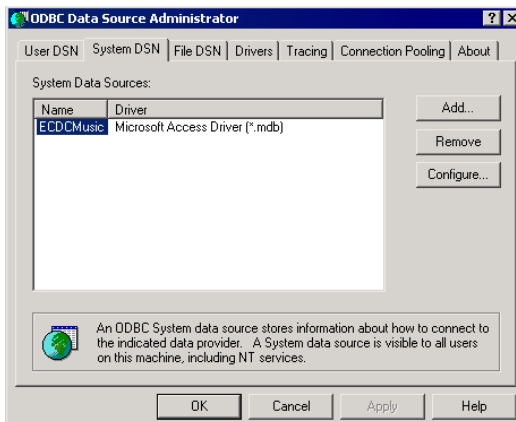 ODBC Data Source Administrator
User DSN System DSN File DSN Drivers Tracing Connection Pooling About
System Data Sources:
Name Driver
ECDCMusic Microsoft Access Driver (*.mdb)
Add...
Remove
Configure...
An ODBC System data source stores information about how to connect to
the indicated data provider. A System data source is visible to all users
on this machine, including NT services.
OK Cancel Apply Help